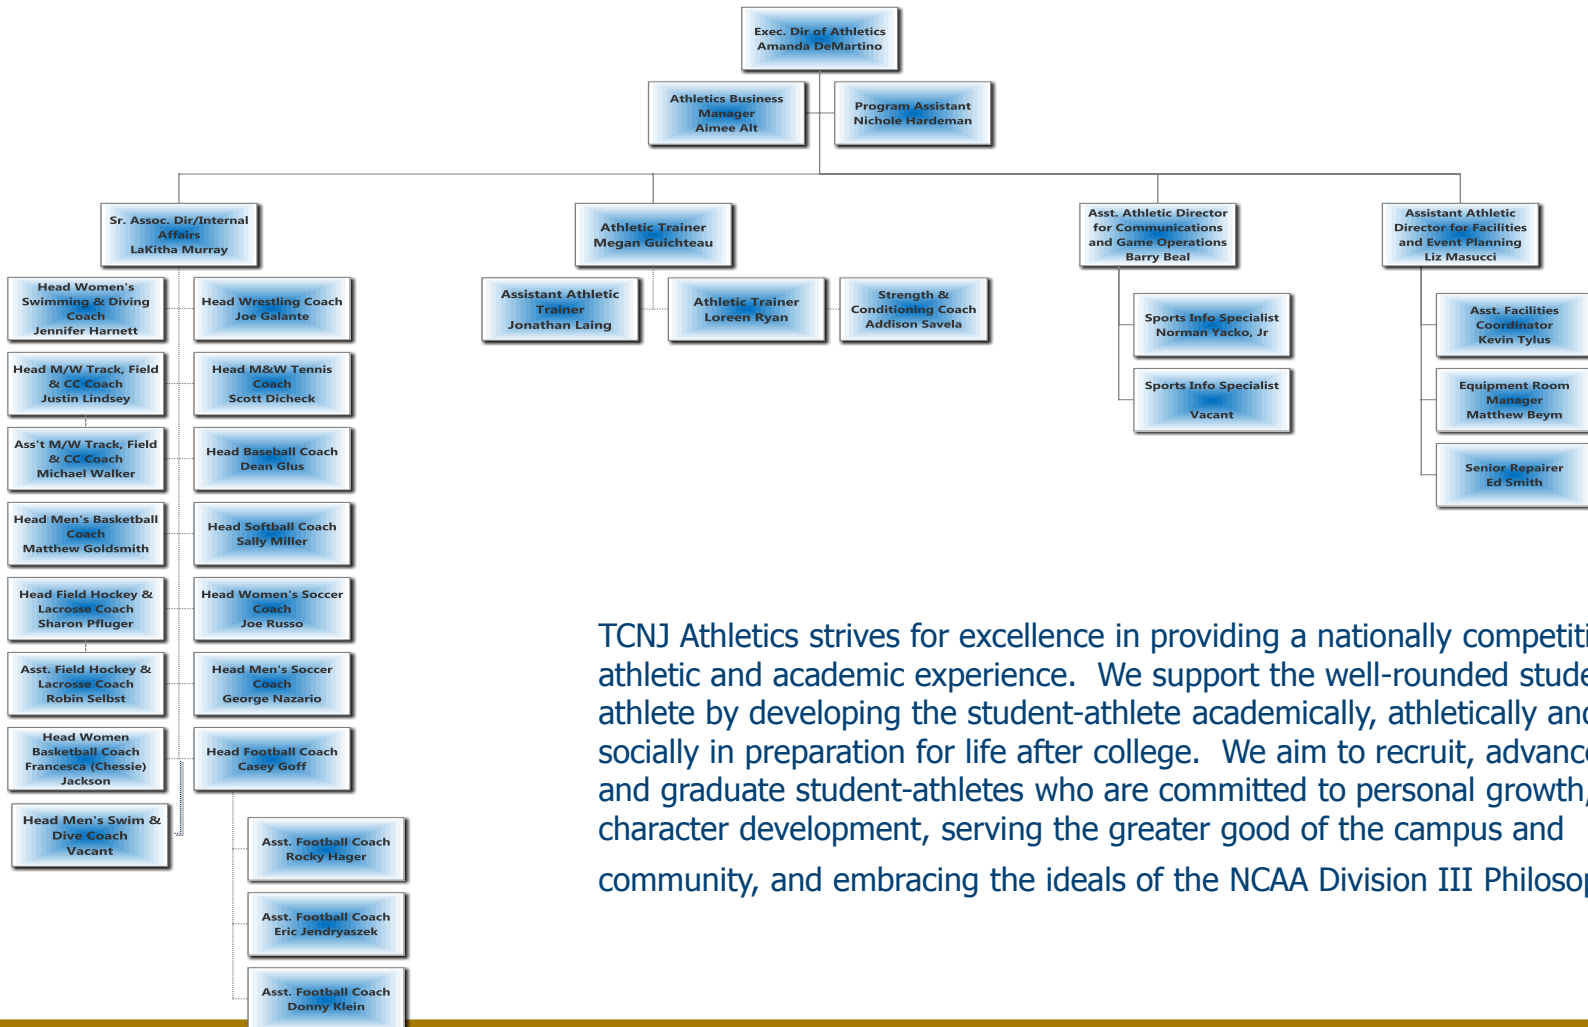 Exec. Dir of Athletics
Amanda DeMartino
Athletics Business
Manager
Aimee Alt
Program Assistant
Nichole Hardeman
Sr. Assoc. Dir/Internal
Affairs
LaKitha Murray
Athletic Trainer
Megan Guichteau
Asst. Athletic Director
for Communications
and Game Operations
Barry Beal
Assistant Athletic
Director for Facilities
and Event Planning
Liz Masucci
Head Women's
Swimming & Diving
Coach
Jennifer Harnett
Head Wrestling Coach
Joe Galante
Head M/W Track, Field
& CC Coach
Justin Lindsey
Head M&W Tennis
Coach
Scott Dicheck
Ass't M/W Track, Field
& CC Coach
Michael Walker
Head Baseball Coach
Dean Glus
Head Men's Basketball
Coach
Matthew Goldsmith
Head Softball Coach
Sally Miller
Head Field Hockey &
Lacrosse Coach
Sharon Pfluger
Head Women's Soccer
Coach
Joe Russo
Asst. Field Hockey &
Lacrosse Coach
Robin Selbst
Head Men's Soccer
Coach
George Nazario
Head Women
Basketball Coach
Francesca (Chessie)
Jackson
Head Football Coach
Casey Goff
Head Men's Swim &
Dive Coach
Vacant
Asst. Football Coach
Rocky Hager
Asst. Football Coach
Eric Jendryaszek
Asst. Football Coach
Donny Klein
Assistant Athletic
Trainer
Jonathan Laing
Athletic Trainer
Loreen Ryan
Strength &
Conditioning Coach
Addison Savela
Sports Info Specialist
Norman Yacko, Jr
Sports Info Specialist
Vacant
Asst. Facilities
Coordinator
Kevin Tylus
Equipment Room
Manager
Matthew Beym
Senior Repairer
Ed Smith
TCNJ Athletics strives for excellence in providing a nationally competiti
athletic and academic experience.  We support the well-rounded stude
athlete by developing the student-athlete academically, athletically and
socially in preparation for life after college.  We aim to recruit, advance
and graduate student-athletes who are committed to personal growth,
character development, serving the greater good of the campus and
community, and embracing the ideals of the NCAA Division III Philosop